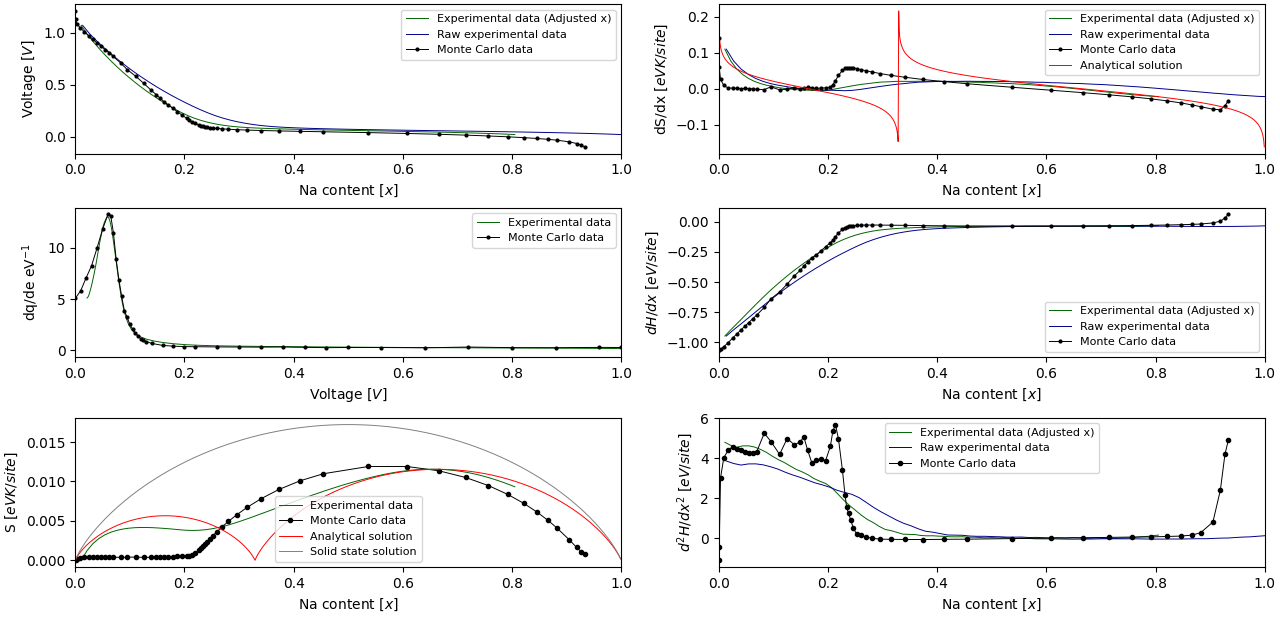 Voltage [V]
1.0
0.5
0.0
Experimental data (Adjusted x)
Raw experimental data
Monte Carlo data
0.0 0.2 0.4 0.6 0.8 1.0
Na content [x]
dS/dx [eVK/site]
0.2
0.1
0.0
−0.1
Experimental data (Adjusted x)
Raw experimental data
Monte Carlo data
Analytical solution
0.0 0.2 0.4 0.6 0.8 1.0
Na content [x]
dq/de eV⁻¹
10
5
0
Experimental data
Monte Carlo data
0.0 0.2 0.4 0.6 0.8 1.0
Voltage [V]
dH/dx [eV/site]
0.00
−0.25
−0.50
−0.75
−1.00
Experimental data (Adjusted x)
Raw experimental data
Monte Carlo data
0.0 0.2 0.4 0.6 0.8 1.0
Na content [x]
S [eVK/site]
0.015
0.010
0.005
0.000
Experimental data
Monte Carlo data
Analytical solution
Solid state solution
0.0 0.2 0.4 0.6 0.8 1.0
Na content [x]
d²H/dx² [eV/site]
6
4
2
0
Experimental data (Adjusted x)
Raw experimental data
Monte Carlo data
0.0 0.2 0.4 0.6 0.8 1.0
Na content [x]